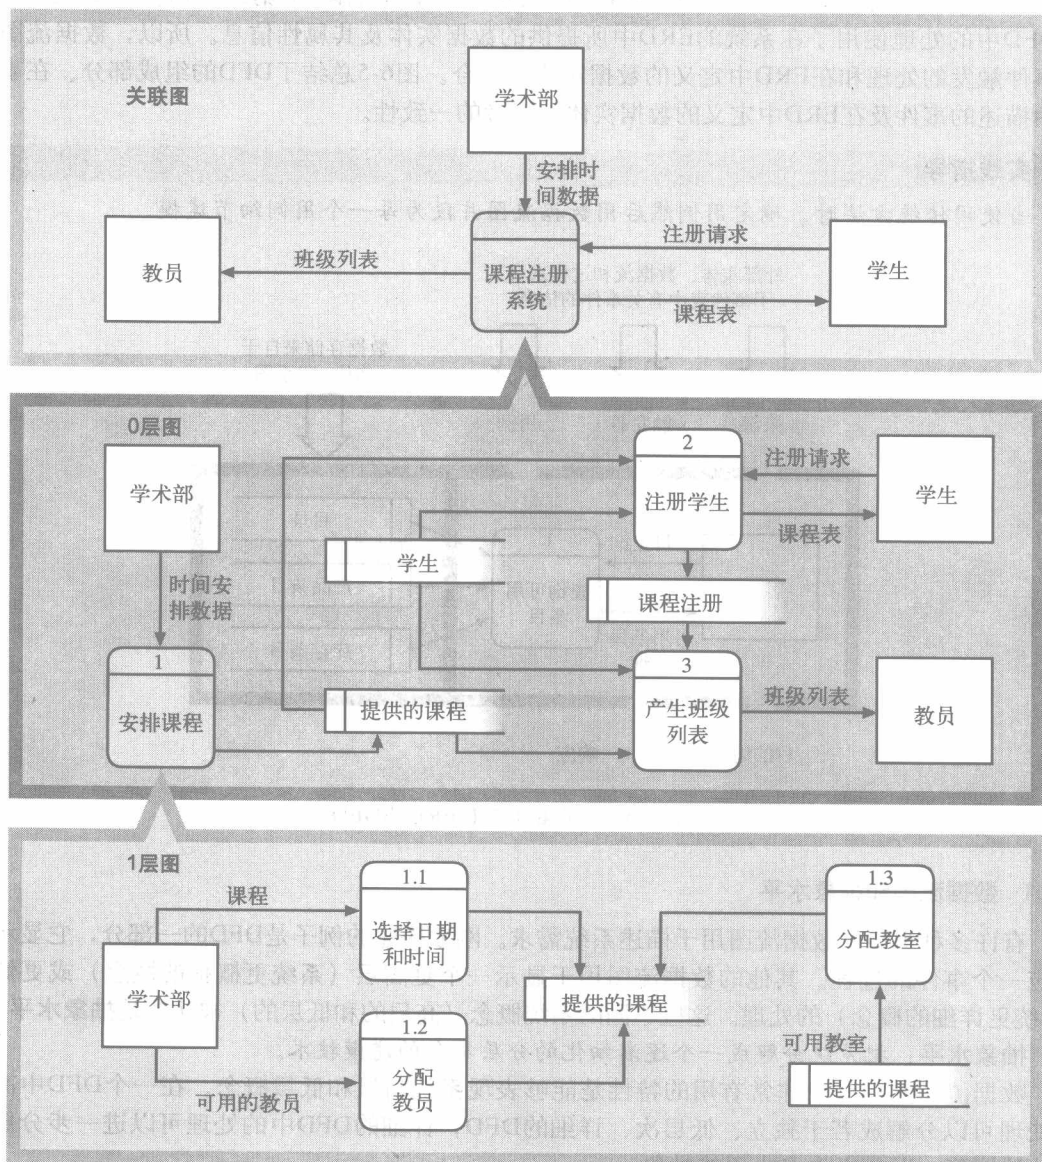 关联图
学术部
安排时
间数据
教员
班级列表
课程注册
系统
注册请求
课程表
学生
0层图
学术部
时间安
排数据
1
安排课程
学生
提供的课程
2
注册学生
注册请求
课程表
学生
课程注册
3
产生班级
列表
班级列表
教员
1层图
学术部
课程
可用的教员
1.1
选择日期
和时间
1.2
分配
教员
提供的课程
1.3
分配教室
可用教室
提供的课程